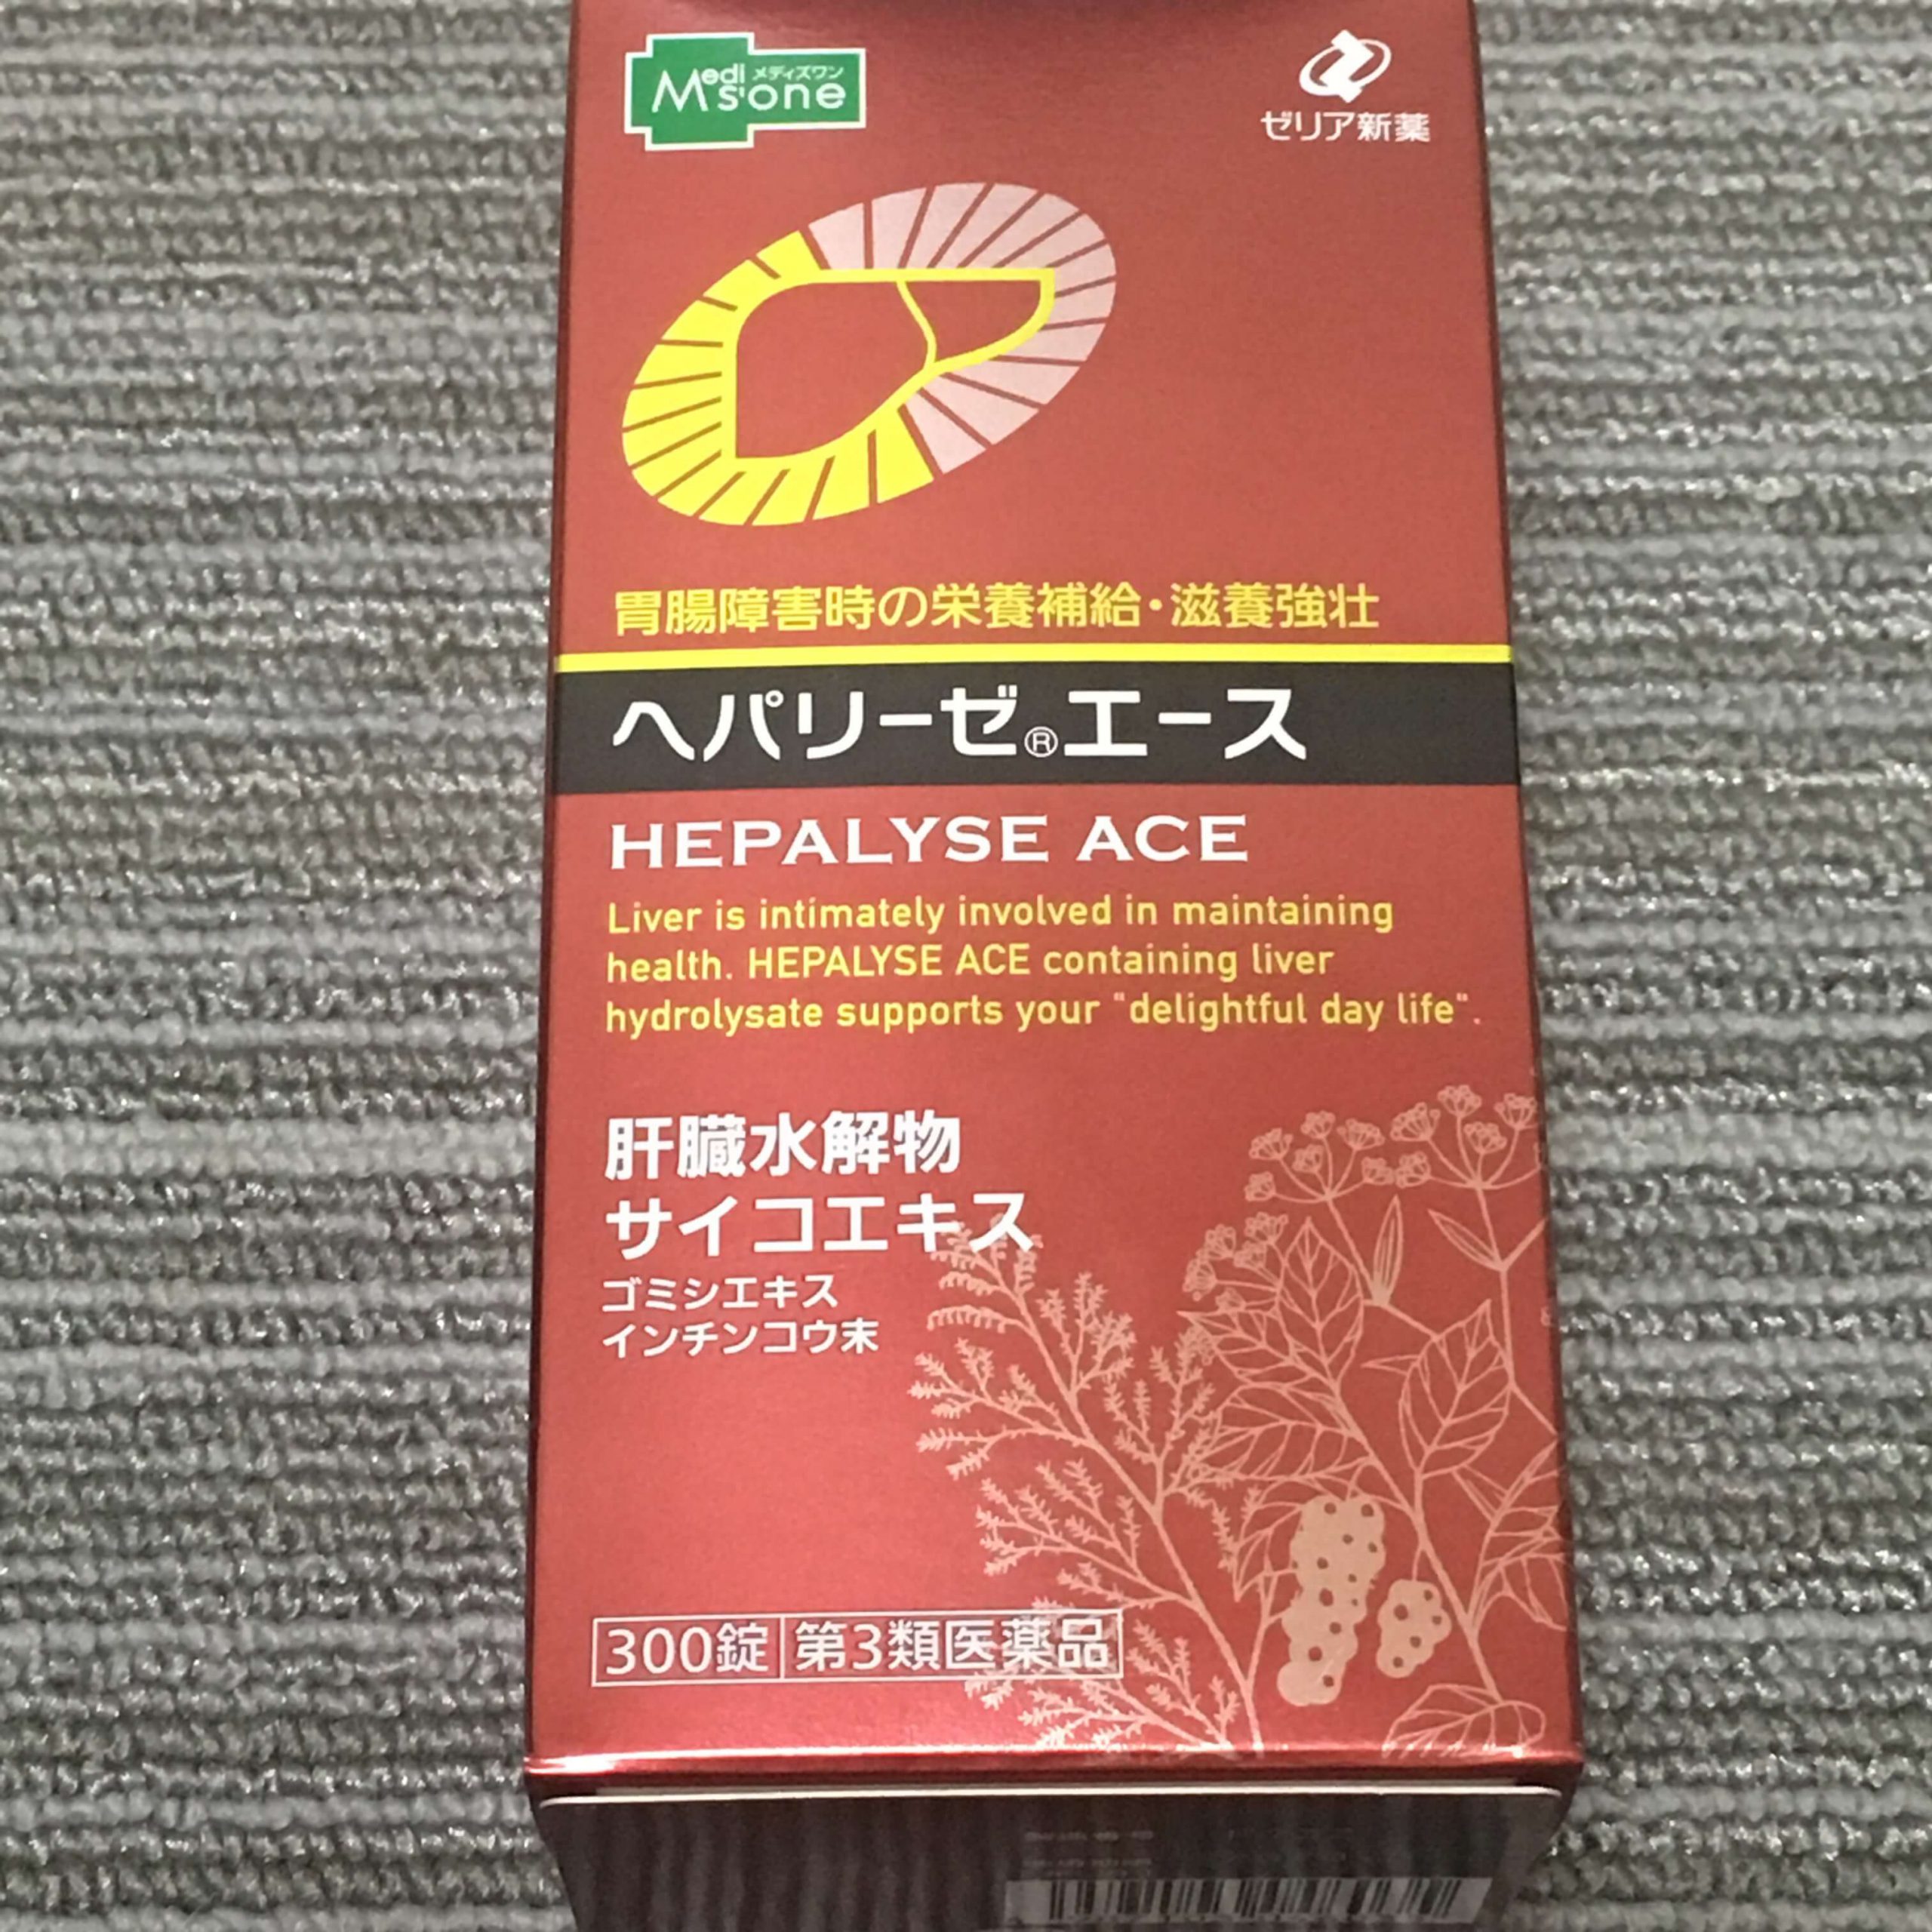 Medi's one メディズワン
ゼリア新薬
胃腸障害時の栄養補給・滋養強壮
ヘパリーゼ®エース
HEPALYSE ACE
Liver is intimately involved in maintaining
health. HEPALYSE ACE containing liver
hydrolysate supports your "delightful day life".
肝臓水解物
サイコエキス
ゴミシエキス
インチンコウ末
300錠 第3類医薬品